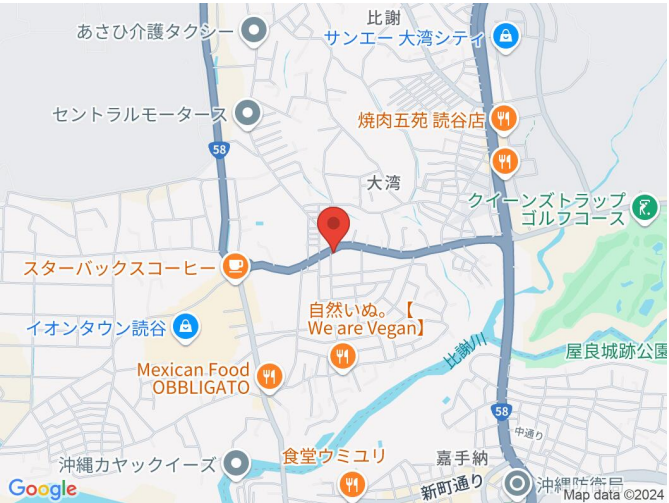 比謝
あさひ介護タクシー
サンエー 大湾シティ
セントラルモータース
焼肉五苑 読谷店
58
大湾
クイーンズトラップ
ゴルフコース
スターバックスコーヒー
自然いぬ。【
We are Vegan】
イオンタウン読谷
比謝川
屋良城跡公園
Mexican Food
OBBLIGATO
58
中通り
嘉手納
食堂ウミユリ
沖縄カヤックイーズ
新町通り
沖縄防衛局
Google
Map data ©2024